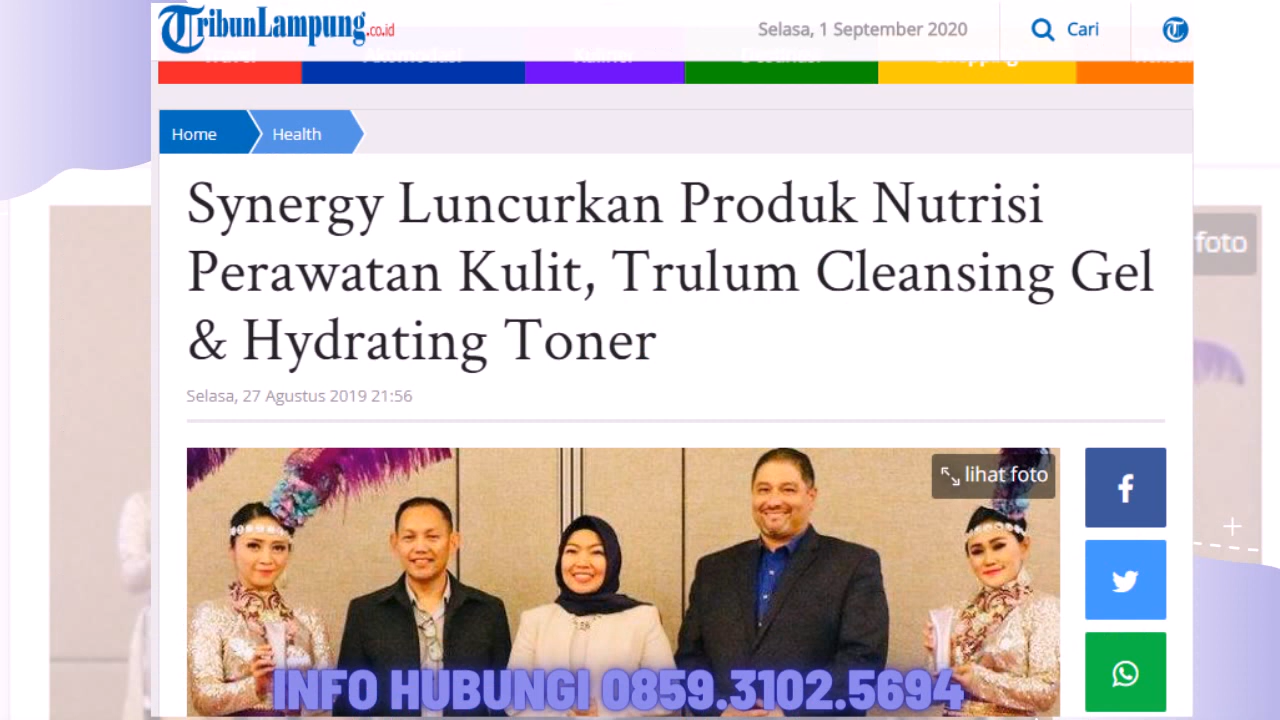 TribunLampung.co.id
Selasa, 1 September 2020
Cari
Home
Health
Synergy Luncurkan Produk Nutrisi
Perawatan Kulit, Trulum Cleansing Gel
& Hydrating Toner
Selasa, 27 Agustus 2019 21:56
lihat foto
foto
INFO HUBUNGI 0859.3102.5694